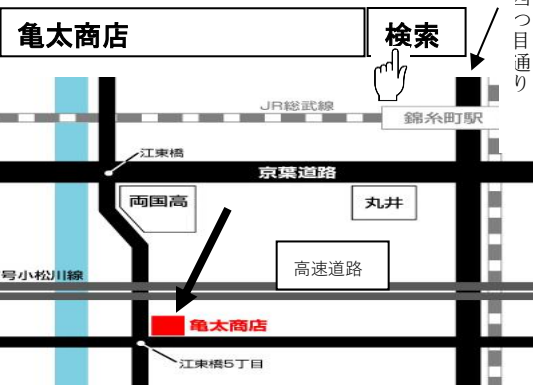 亀太商店
検索
四つ目通り
JR総武線
錦糸町駅
江東橋
京葉道路
両国高
丸井
高速道路
号小松川線
亀太商店
江東橋5丁目